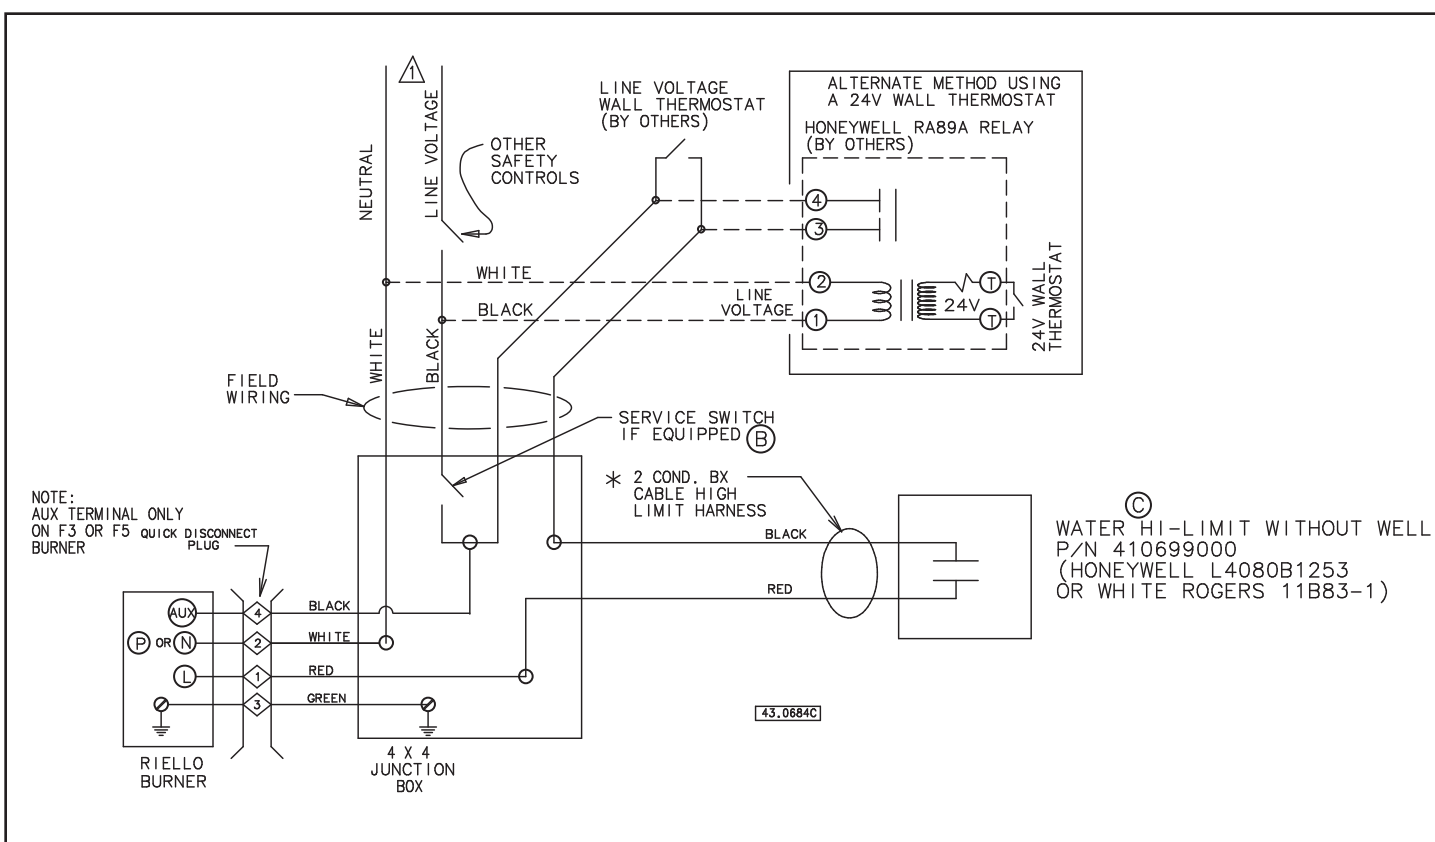 1
NEUTRAL
LINE VOLTAGE
OTHER
SAFETY
CONTROLS
LINE VOLTAGE
WALL THERMOSTAT
(BY OTHERS)
ALTERNATE METHOD USING
A 24V WALL THERMOSTAT
HONEYWELL RA89A RELAY
(BY OTHERS)
4
3
2
1
24V
T
T
24V WALL
THERMOSTAT
WHITE
BLACK
LINE
VOLTAGE
WHITE
BLACK
FIELD
WIRING
SERVICE SWITCH
IF EQUIPPED B
* 2 COND. BX
CABLE HIGH
LIMIT HARNESS
BLACK
RED
C
WATER HI-LIMIT WITHOUT WELL
P/N 410699000
(HONEYWELL L4080B1253
OR WHITE ROGERS 11B83-1)
NOTE:
AUX TERMINAL ONLY
ON F3 OR F5
BURNER
QUICK DISCONNECT
PLUG
AUX 4 BLACK
P OR N 2 WHITE
L 1 RED
3 GREEN
RIELLO
BURNER
4 X 4
JUNCTION
BOX
43.0684C